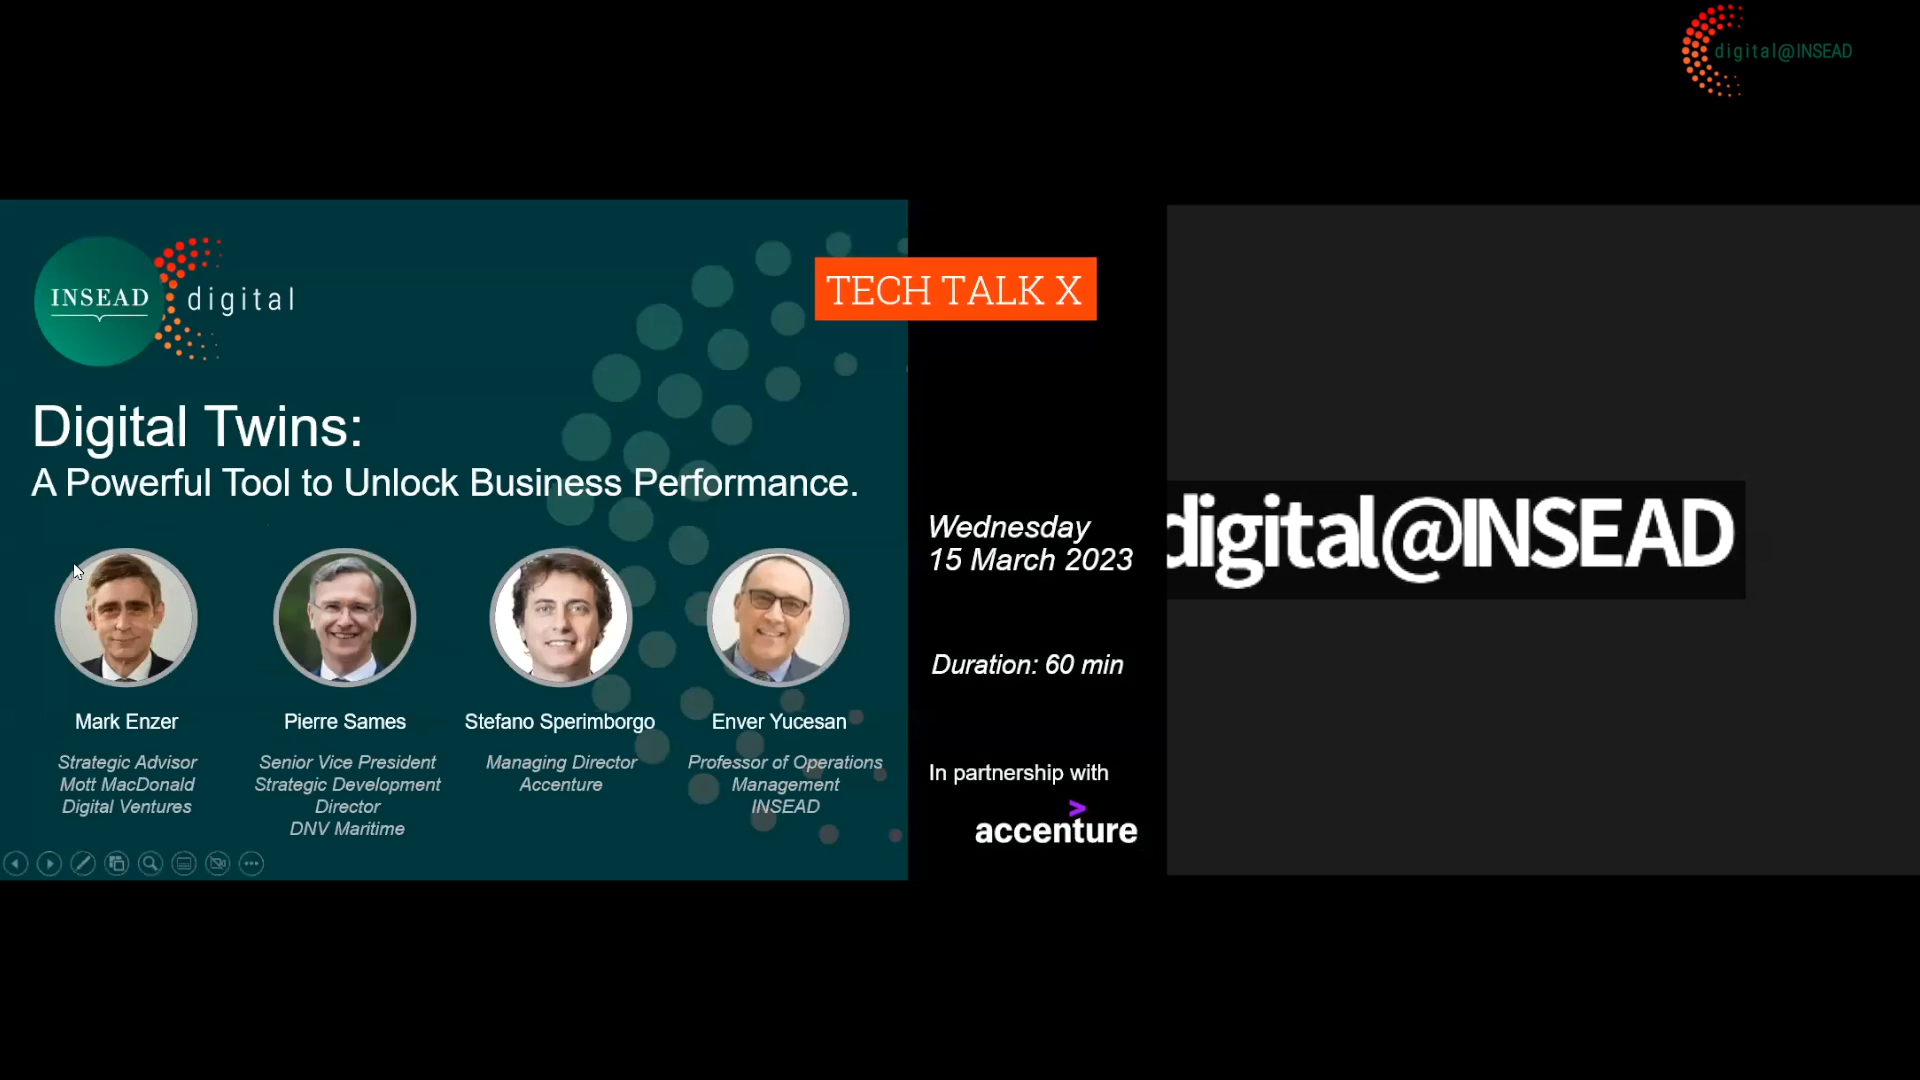 digital@INSEAD
INSEAD
digital
TECH TALK X
Digital Twins:
A Powerful Tool to Unlock Business Performance.
Wednesday
15 March 2023
digital@INSEAD
Duration: 60 min
Mark Enzer
Strategic Advisor
Mott MacDonald
Digital Ventures
Pierre Sames
Senior Vice President
Strategic Development
Director
DNV Maritime
Stefano Sperimborgo
Managing Director
Accenture
Enver Yucesan
Professor of Operations
Management
INSEAD
In partnership with
accenture